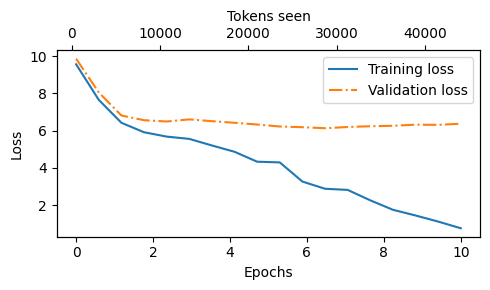 Tokens seen
0 10000 20000 30000 40000
10
8
6
4
2
Loss
Training loss
Validation loss
0 2 4 6 8 10
Epochs